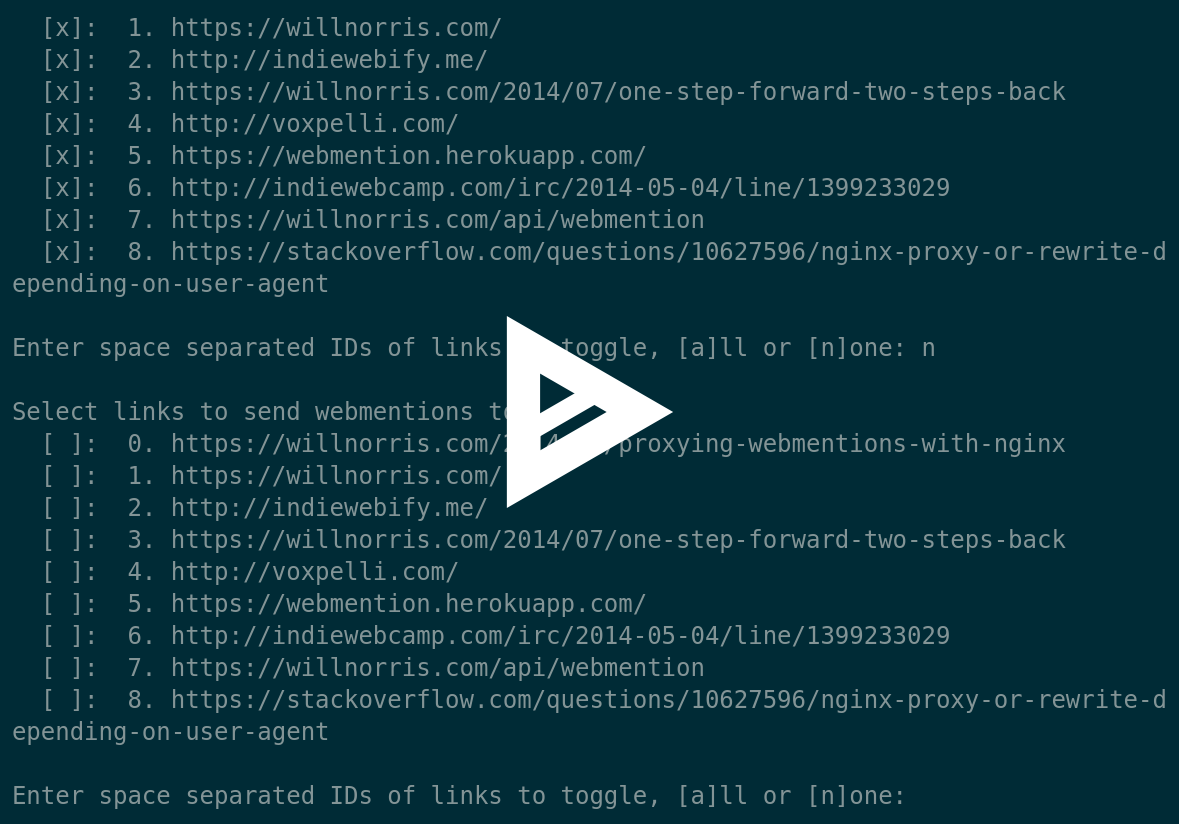 [x]:  1. https://willnorris.com/
[x]:  2. http://indiewebify.me/
[x]:  3. https://willnorris.com/2014/07/one-step-forward-two-steps-back
[x]:  4. http://voxpelli.com/
[x]:  5. https://webmention.herokuapp.com/
[x]:  6. http://indiewebcamp.com/irc/2014-05-04/line/1399233029
[x]:  7. https://willnorris.com/api/webmention
[x]:  8. https://stackoverflow.com/questions/10627596/nginx-proxy-or-rewrite-d
epending-on-user-agent
Enter space separated IDs of links toggle, [a]ll or [n]one: n
Select links to send webmentions
[ ]:  0. https://willnorris.com/ /proxying-webmentions-with-nginx
[ ]:  1. https://willnorris.com/
[ ]:  2. http://indiewebify.me/
[ ]:  3. https://willnorris.com/2014/07/one-step-forward-two-steps-back
[ ]:  4. http://voxpelli.com/
[ ]:  5. https://webmention.herokuapp.com/
[ ]:  6. http://indiewebcamp.com/irc/2014-05-04/line/1399233029
[ ]:  7. https://willnorris.com/api/webmention
[ ]:  8. https://stackoverflow.com/questions/10627596/nginx-proxy-or-rewrite-d
epending-on-user-agent
Enter space separated IDs of links to toggle, [a]ll or [n]one: